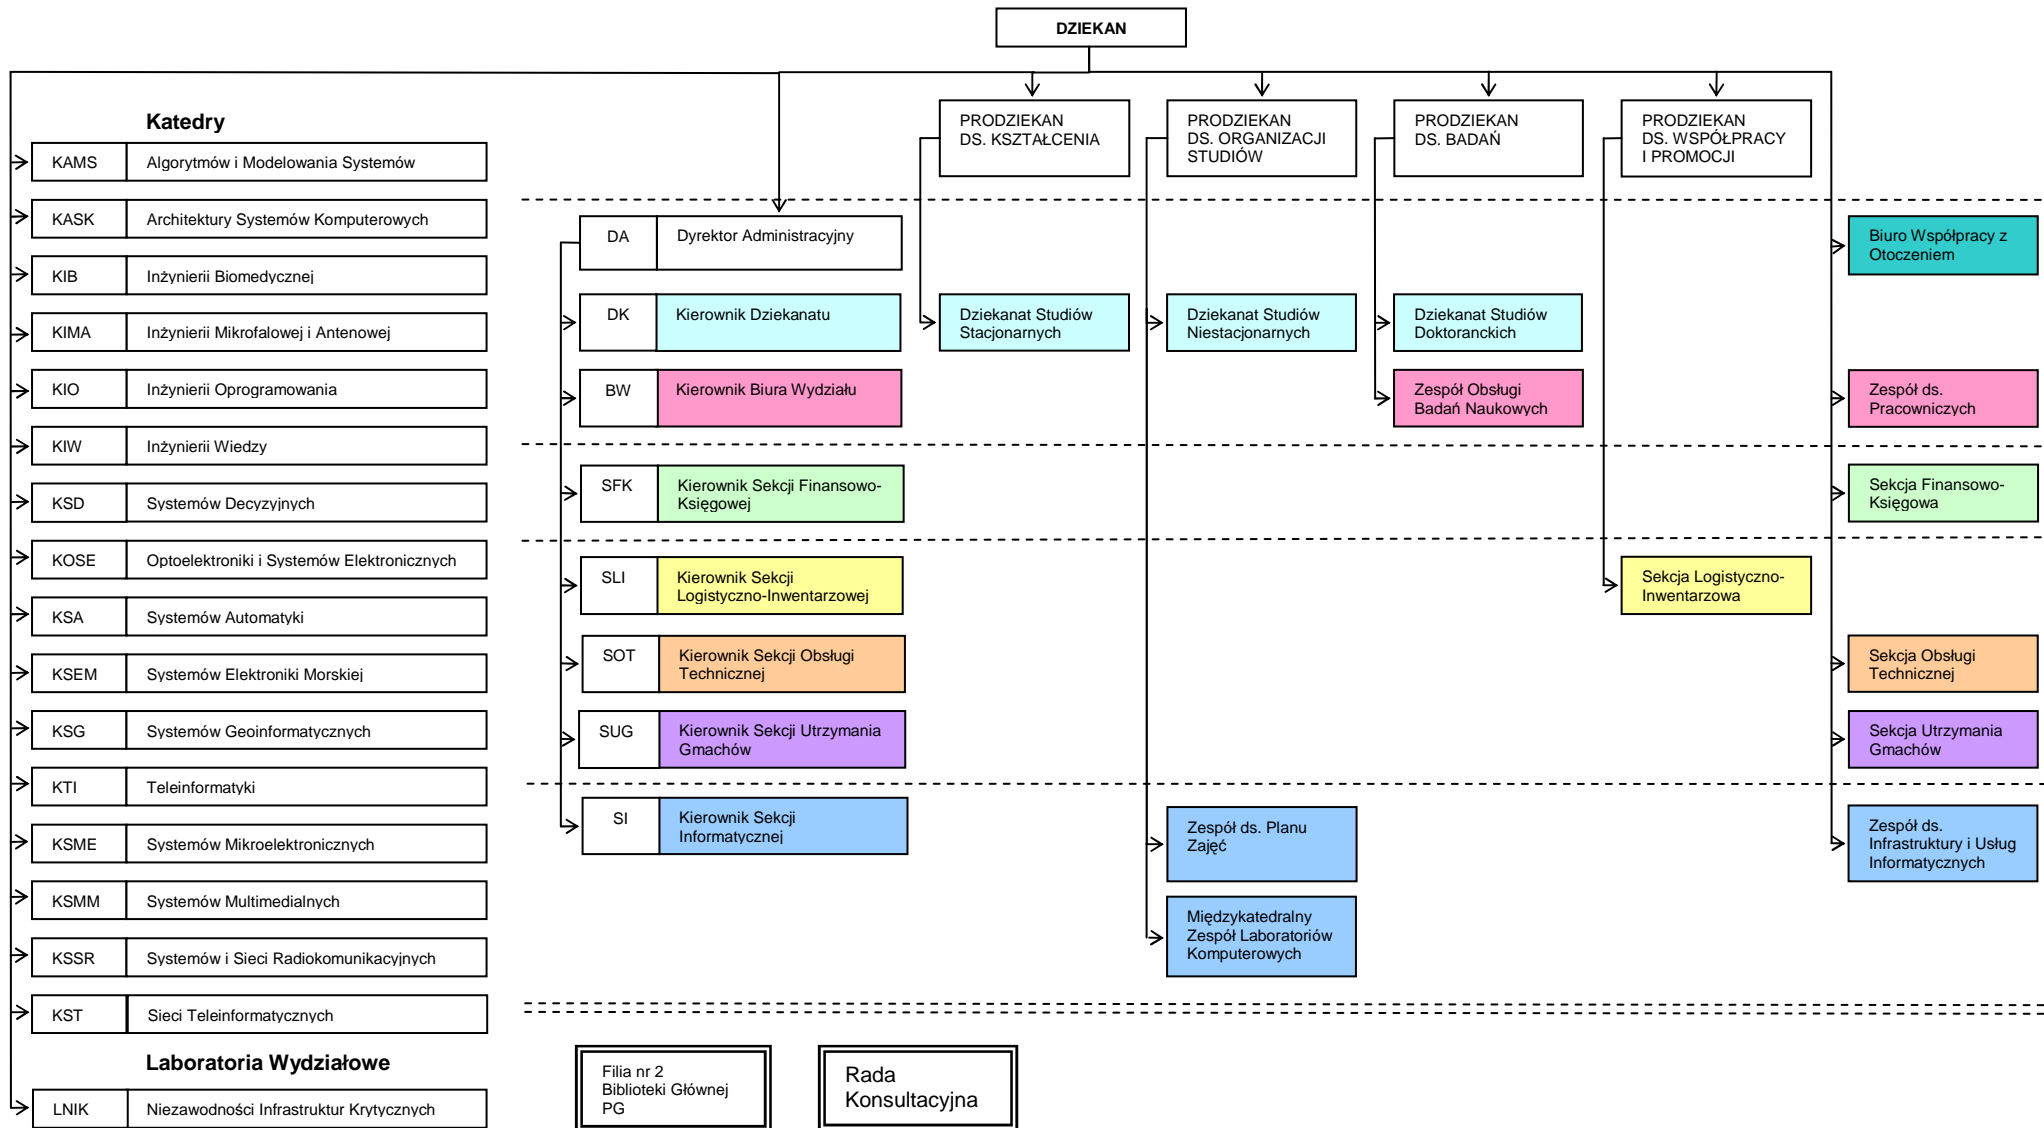 DZIEKAN
Katedry
KAMS Algorytmów i Modelowania Systemów
KASK Architektury Systemów Komputerowych
KIB Inżynierii Biomedycznej
KIMA Inżynierii Mikrofalowej i Antenowej
KIO Inżynierii Oprogramowania
KIW Inżynierii Wiedzy
KSD Systemów Decyzyjnych
KOSE Optoelektroniki i Systemów Elektronicznych
KSA Systemów Automatyki
KSEM Systemów Elektroniki Morskiej
KSG Systemów Geoinformatycznych
KTI Teleinformatyki
KSME Systemów Mikroelektronicznych
KSMM Systemów Multimedialnych
KSSR Systemów i Sieci Radiokomunikacyjnych
KST Sieci Teleinformatycznych
Laboratoria Wydziałowe
LNIK Niezawodności Infrastruktur Krytycznych
PRODZIEKAN
DS. KSZTAŁCENIA
PRODZIEKAN
DS. ORGANIZACJI
STUDIÓW
PRODZIEKAN
DS. BADAŃ
PRODZIEKAN
DS. WSPÓŁPRACY
I PROMOCJI
DA Dyrektor Administracyjny
Biuro Współpracy z
Otoczeniem
DK Kierownik Dziekanatu
Dziekanat Studiów
Stacjonarnych
Dziekanat Studiów
Niestacjonarnych
Dziekanat Studiów
Doktoranckich
BW Kierownik Biura Wydziału
Zespół Obsługi
Badań Naukowych
Zespół ds.
Pracowniczych
SFK Kierownik Sekcji Finansowo-
Księgowej
Sekcja Finansowo-
Księgowa
SLI Kierownik Sekcji
Logistyczno-Inwentarzowej
Sekcja Logistyczno-
Inwentarzowa
SOT Kierownik Sekcji Obsługi
Technicznej
Sekcja Obsługi
Technicznej
SUG Kierownik Sekcji Utrzymania
Gmachów
Sekcja Utrzymania
Gmachów
SI Kierownik Sekcji
Informatycznej
Zespół ds. Planu
Zajęć
Zespół ds.
Infrastruktury i Usług
Informatycznych
Międzykatedralny
Zespół Laboratoriów
Komputerowych
Filia nr 2
Biblioteki Głównej
PG
Rada
Konsultacyjna